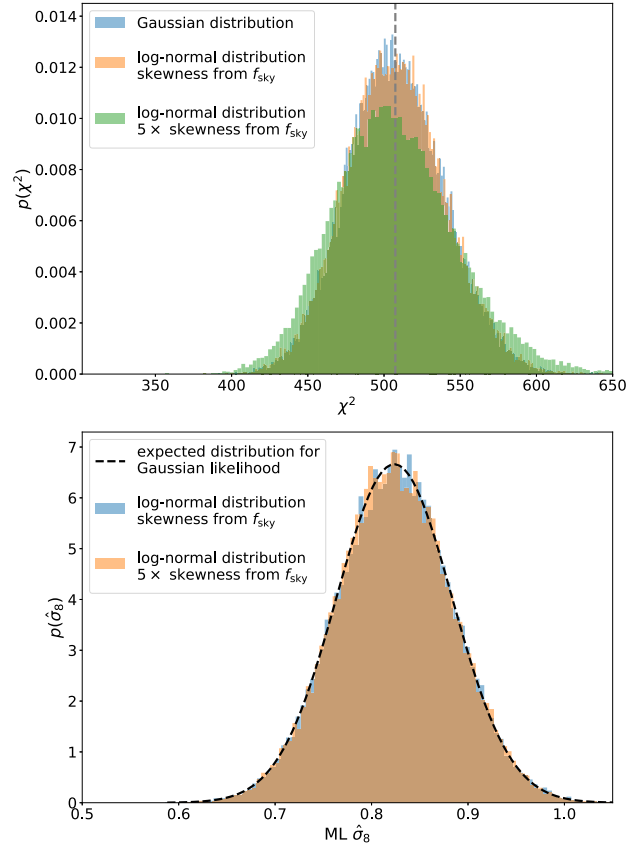 0.014
0.012
0.010
0.008
0.006
0.004
0.002
0.000
p(χ²)
Gaussian distribution
log-normal distribution
skewness from f_sky
log-normal distribution
5× skewness from f_sky
350 400 450 500 550 600 650
χ²
7
6
5
4
3
2
1
0
p(σ̂₈)
expected distribution for
Gaussian likelihood
log-normal distribution
skewness from f_sky
log-normal distribution
5× skewness from f_sky
0.5 0.6 0.7 0.8 0.9 1.0
ML σ̂₈